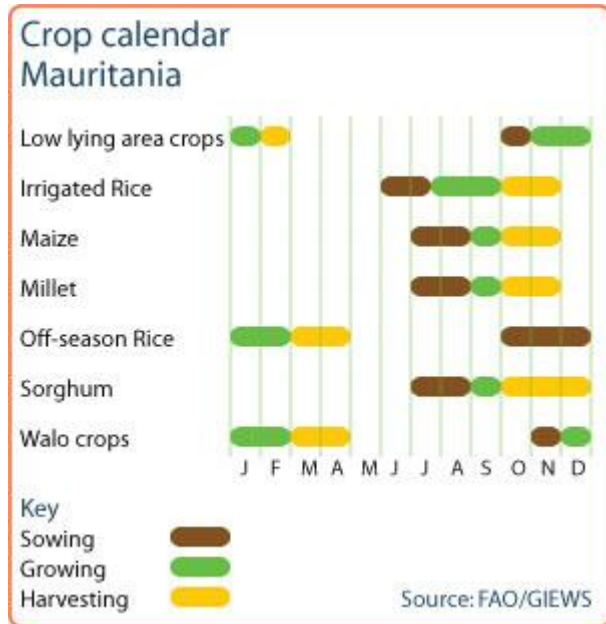 Crop calendar
Mauritania
Low lying area crops
Irrigated Rice
Maize
Millet
Off-season Rice
Sorghum
Walo crops
J F M A M J J A S O N D
Key
Sowing
Growing
Harvesting
Source: FAO/GIEWS